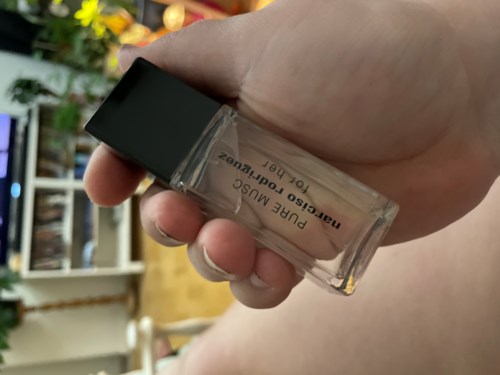 PURE MUSC
narciso rodriguez
for her